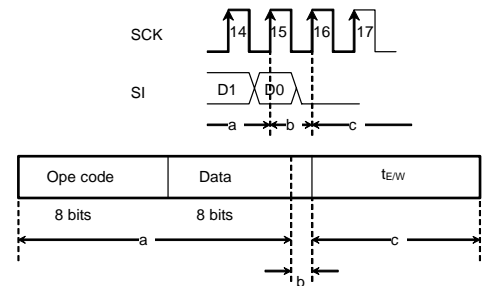 SCK 14 15 16 17
SI D1 D0
a b c
Ope code Data tE/W
8 bits 8 bits
a c
b